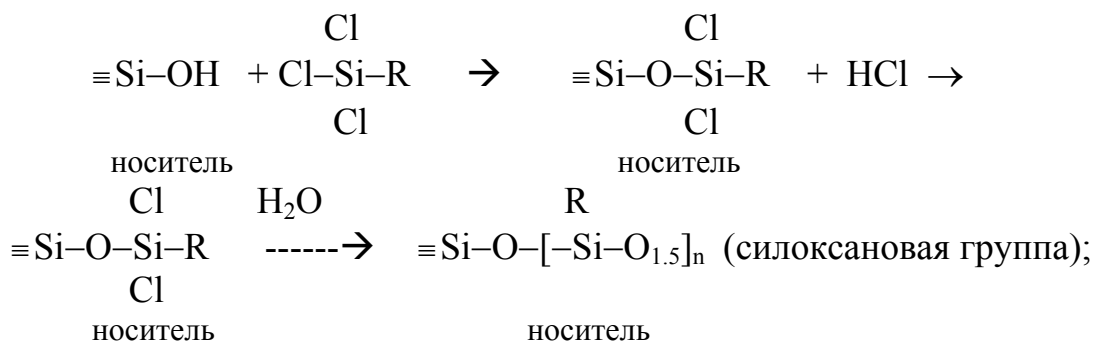 Cl Cl
≡Si–OH + Cl–Si–R → ≡Si–O–Si–R + HCl →
Cl Cl
носитель носитель
Cl H₂O R
≡Si–O–Si–R ------→ ≡Si–O–[–Si–O₁.₅]ₙ (силоксановая группа);
Cl
носитель носитель